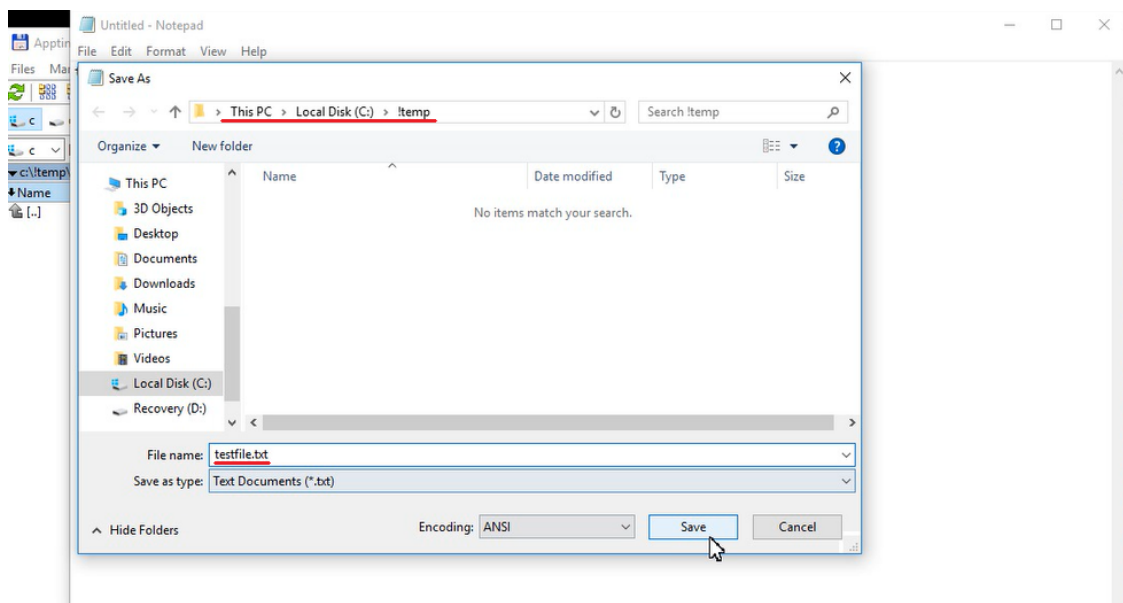 Untitled - Notepad
File Edit Format View Help
Files
c
c
c:\!temp\
Name
[..]
Save As
This PC > Local Disk (C:) > !temp
Search !temp
Organize New folder
Name Date modified Type Size
No items match your search.
This PC
3D Objects
Desktop
Documents
Downloads
Music
Pictures
Videos
Local Disk (C:)
Recovery (D:)
File name: testfile.txt
Save as type: Text Documents (*.txt)
Hide Folders
Encoding: ANSI
Save
Cancel